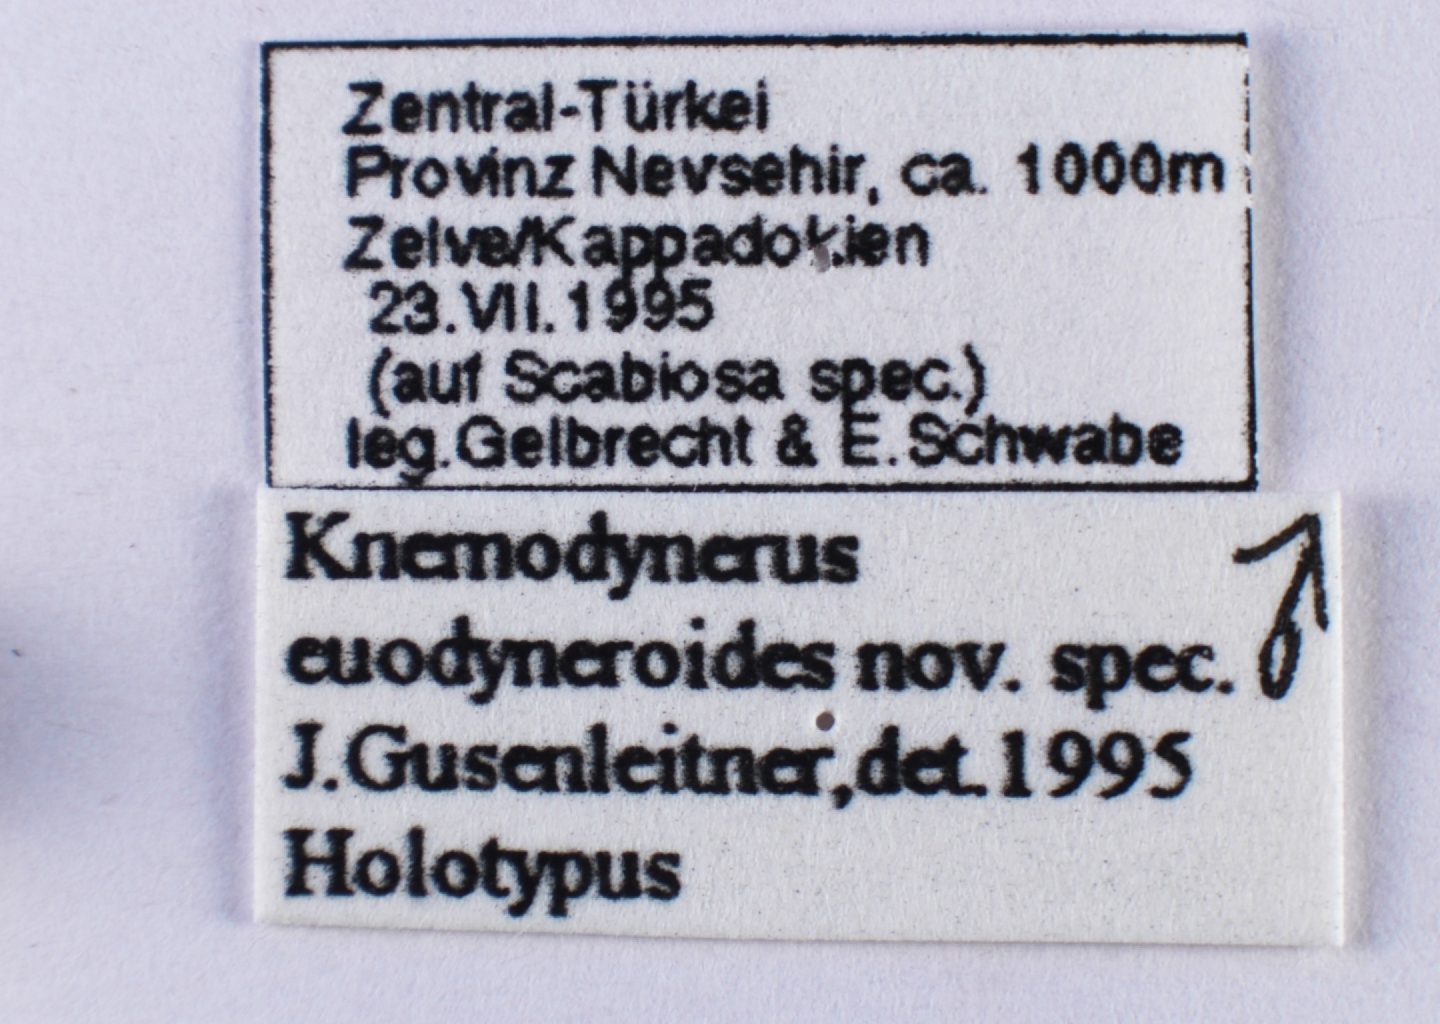 Zentral-Türkei
Provinz Nevsehir, ca. 1000m
Zelve/Kappadokien
23.VII.1995
(auf Scabiosa spec.)
leg.Gelbrecht & E.Schwabe
Knemodynerus
euodyneroides nov. spec. ♂
J.Gusenleitner,det.1995
Holotypus